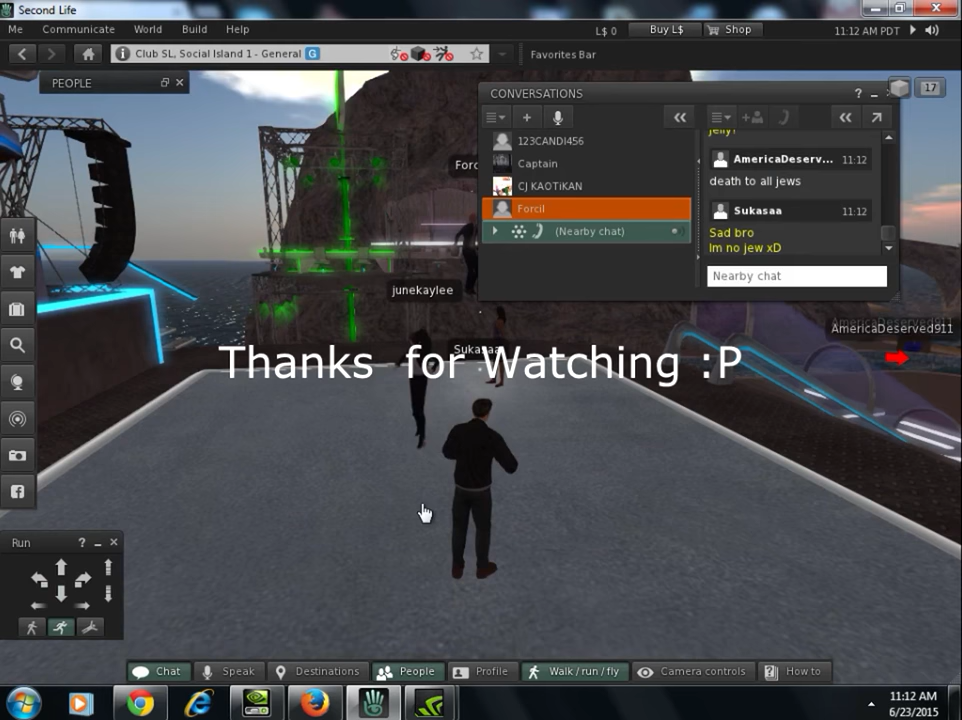 Second Life
Me Communicate World Build Help
L$ 0 Buy L$ Shop 11:12 AM PDT
Club SL, Social Island 1 - General G
Favorites Bar
PEOPLE
CONVERSATIONS
?
17
123CANDI456
Captain
CJ KAOTiKAN
Forcil
(Nearby chat)
jelly?
AmericaDeserv... 11:12
death to all jews
Sukasaa 11:12
Sad bro
Im no jew xD
Nearby chat
Forc
junekaylee
AmericaDeserved911
Sukasaa
Thanks for Watching :P
Run ?
Chat Speak Destinations People Profile Walk / run / fly Camera controls How to
11:12 AM
6/23/2015